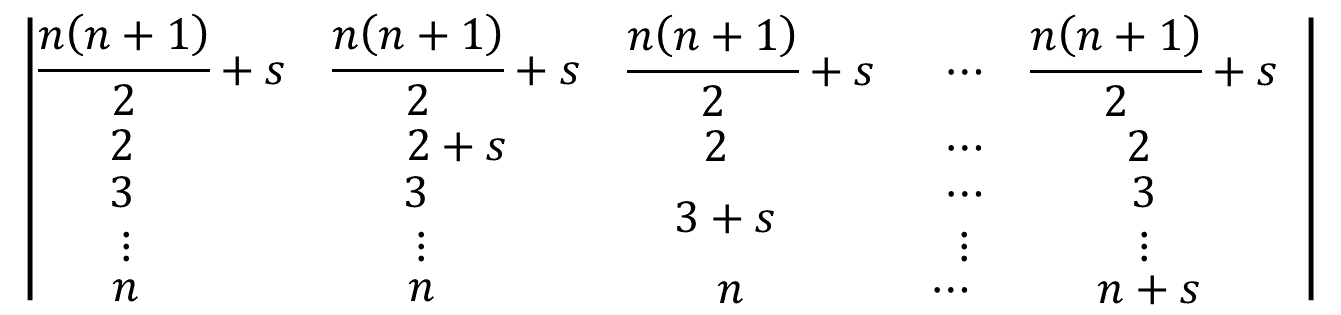 | n(n + 1)/2 + s   n(n + 1)/2 + s   n(n + 1)/2 + s   ⋯   n(n + 1)/2 + s |
2   2 + s   2   ⋯   2
3   3   3 + s   ⋯   3
⋮   ⋮   ⋮   ⋮
n   n   n   ⋯   n + s